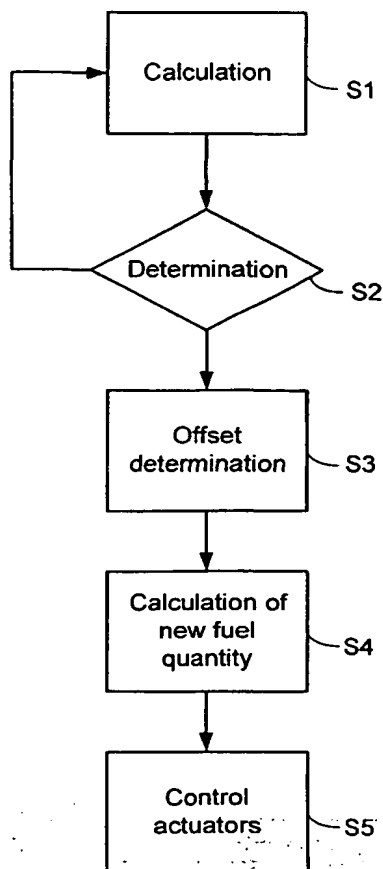 Calculation
S1
Determination
S2
Offset
determination
S3
Calculation of
new fuel
quantity
S4
Control
actuators
S5